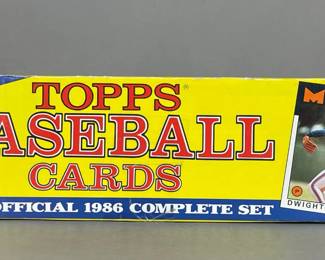 TOPPS®
ASEBALL
CARDS
OFFICIAL 1986 COMPLETE SET
M
P
DWIGHT